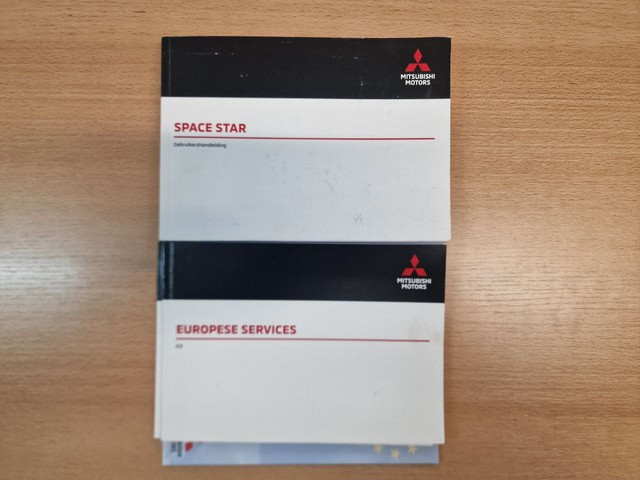 MITSUBISHI
MOTORS
SPACE STAR
Gebruikershandleiding
MITSUBISHI
MOTORS
EUROPESE SERVICES